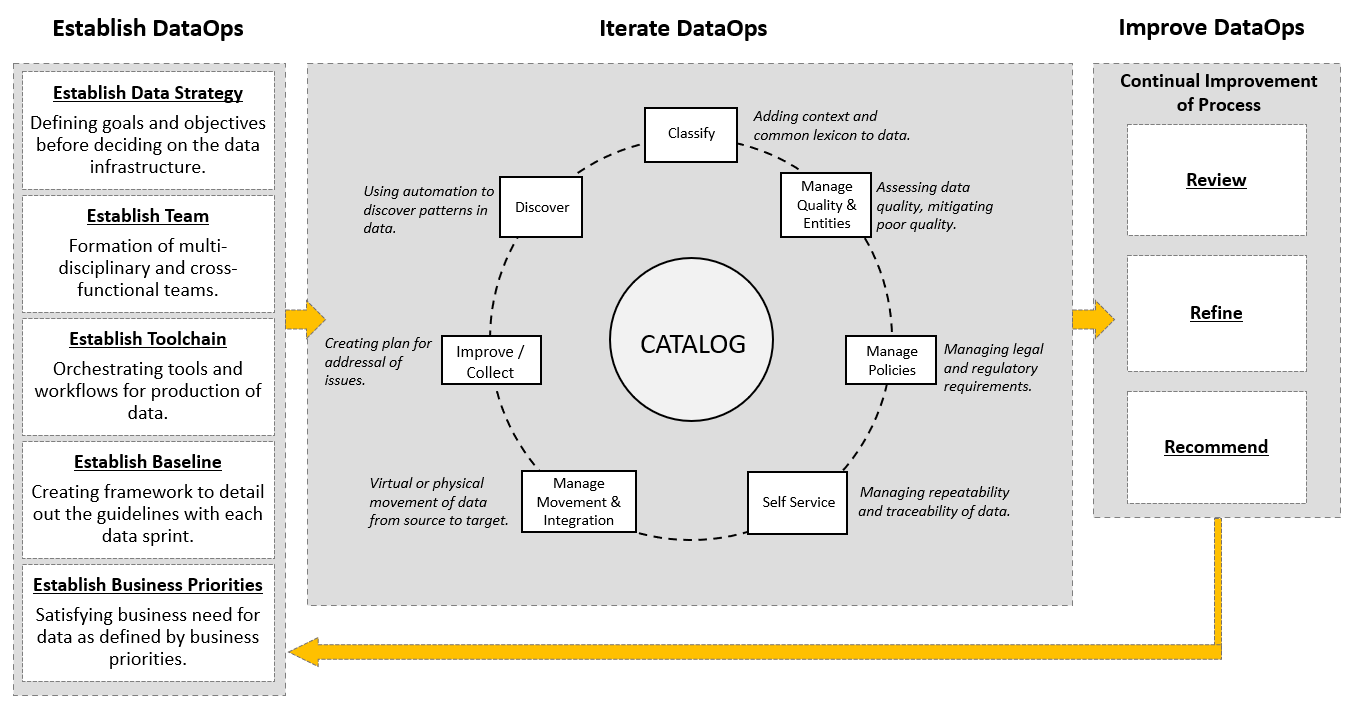 Establish DataOps
Establish Data Strategy
Defining goals and objectives
before deciding on the data
infrastructure.
Establish Team
Formation of multi-
disciplinary and cross-
functional teams.
Establish Toolchain
Orchestrating tools and
workflows for production of
data.
Establish Baseline
Creating framework to detail
out the guidelines with each
data sprint.
Establish Business Priorities
Satisfying business need for
data as defined by business
priorities.
Iterate DataOps
Classify
Adding context and
common lexicon to data.
Manage
Quality &
Entities
Assessing data
quality, mitigating
poor quality.
Manage
Policies
Managing legal
and regulatory
requirements.
Self Service
Managing repeatability
and traceability of data.
Manage
Movement &
Integration
Virtual or physical
movement of data
from source to target.
Improve /
Collect
Creating plan for
addressal of
issues.
Discover
Using automation to
discover patterns in
data.
CATALOG
Improve DataOps
Continual Improvement
of Process
Review
Refine
Recommend